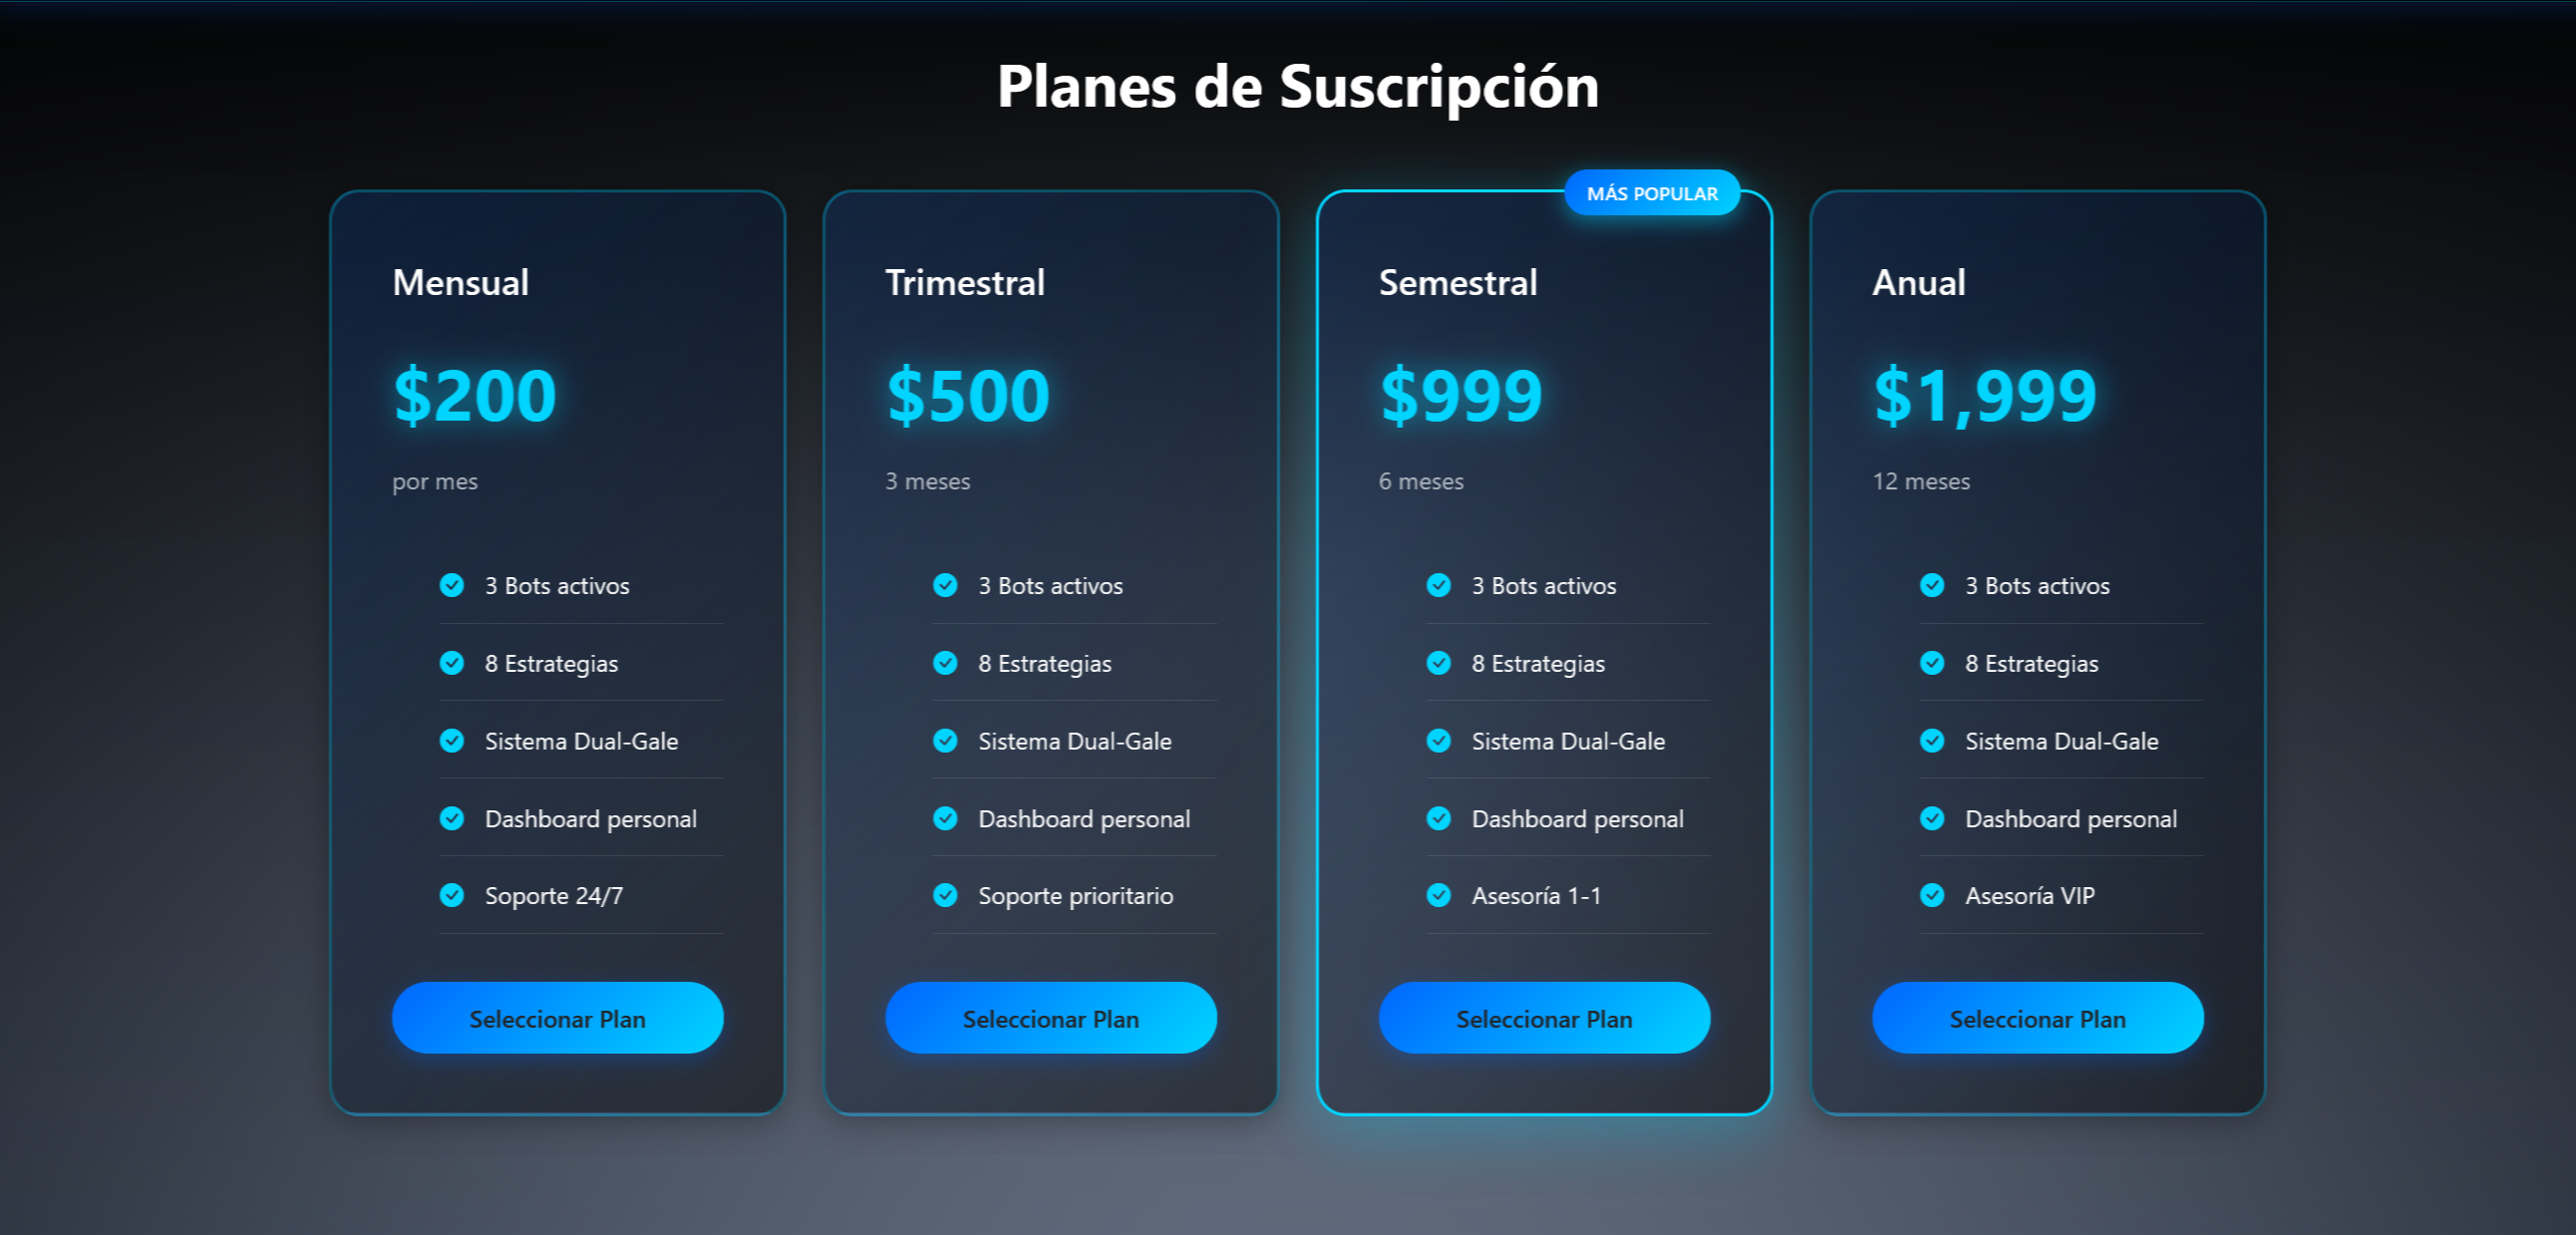 Planes de Suscripción
Mensual
$200
por mes
3 Bots activos
8 Estrategias
Sistema Dual-Gale
Dashboard personal
Soporte 24/7
Seleccionar Plan
Trimestral
$500
3 meses
3 Bots activos
8 Estrategias
Sistema Dual-Gale
Dashboard personal
Soporte prioritario
Seleccionar Plan
MÁS POPULAR
Semestral
$999
6 meses
3 Bots activos
8 Estrategias
Sistema Dual-Gale
Dashboard personal
Asesoría 1-1
Seleccionar Plan
Anual
$1,999
12 meses
3 Bots activos
8 Estrategias
Sistema Dual-Gale
Dashboard personal
Asesoría VIP
Seleccionar Plan